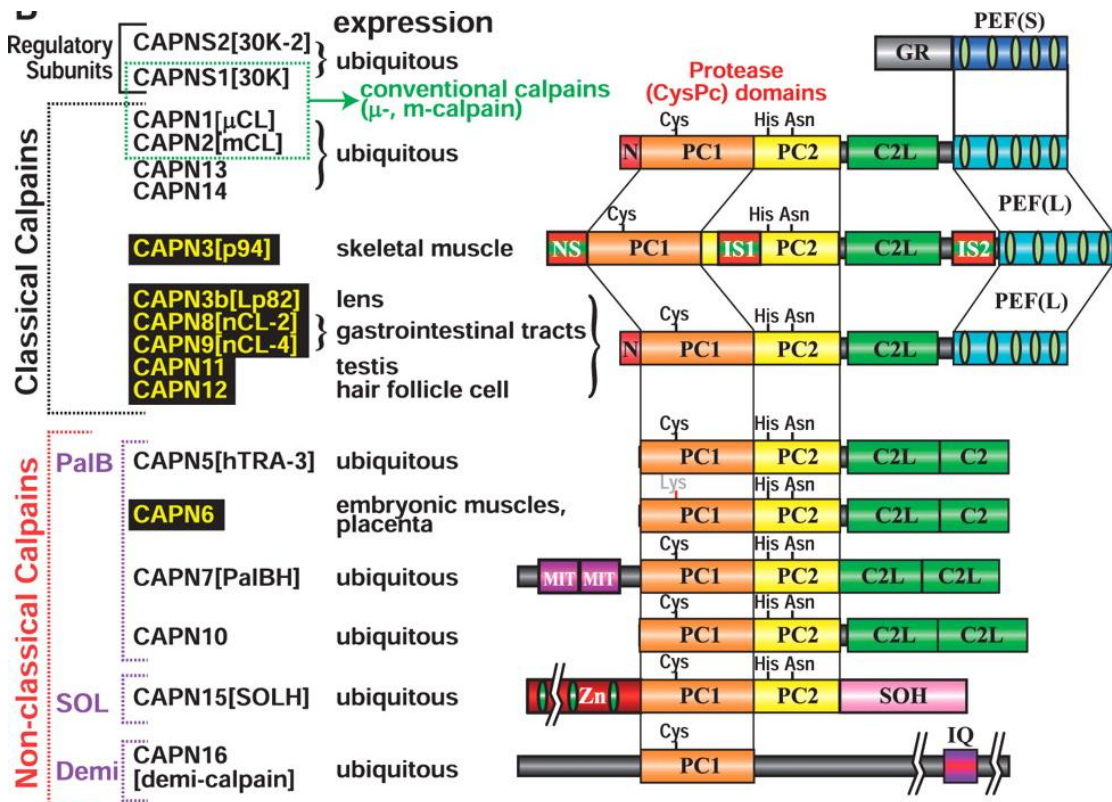 expression
PEF(S)
Regulatory
Subunits
CAPNS2[30K-2]
CAPNS1[30K]
ubiquitous
GR
conventional calpains
(μ-, m-calpain)
Protease
(CysPc) domains
Classical Calpains
CAPN1[μCL]
CAPN2[mCL]
CAPN13
CAPN14
ubiquitous
Cys His Asn
N PC1 PC2 C2L
PEF(L)
CAPN3[p94] skeletal muscle
Cys His Asn
NS PC1 IS1 PC2 C2L IS2
PEF(L)
CAPN3b[Lp82] lens
CAPN8[nCL-2]
CAPN9[nCL-4]
gastrointestinal tracts
CAPN11 testis
CAPN12 hair follicle cell
Cys His Asn
N PC1 PC2 C2L
Non-classical Calpains
PalB
CAPN5[hTRA-3] ubiquitous
Cys His Asn
PC1 PC2 C2L C2
CAPN6 embryonic muscles,
placenta
Lys His Asn
PC1 PC2 C2L C2
CAPN7[PalBH] ubiquitous
Cys His Asn
MIT MIT PC1 PC2 C2L C2L
CAPN10 ubiquitous
Cys His Asn
PC1 PC2 C2L C2L
SOL
CAPN15[SOLH] ubiquitous
Cys His Asn
Zn PC1 PC2 SOH
Demi
CAPN16
[demi-calpain] ubiquitous
Cys IQ
PC1